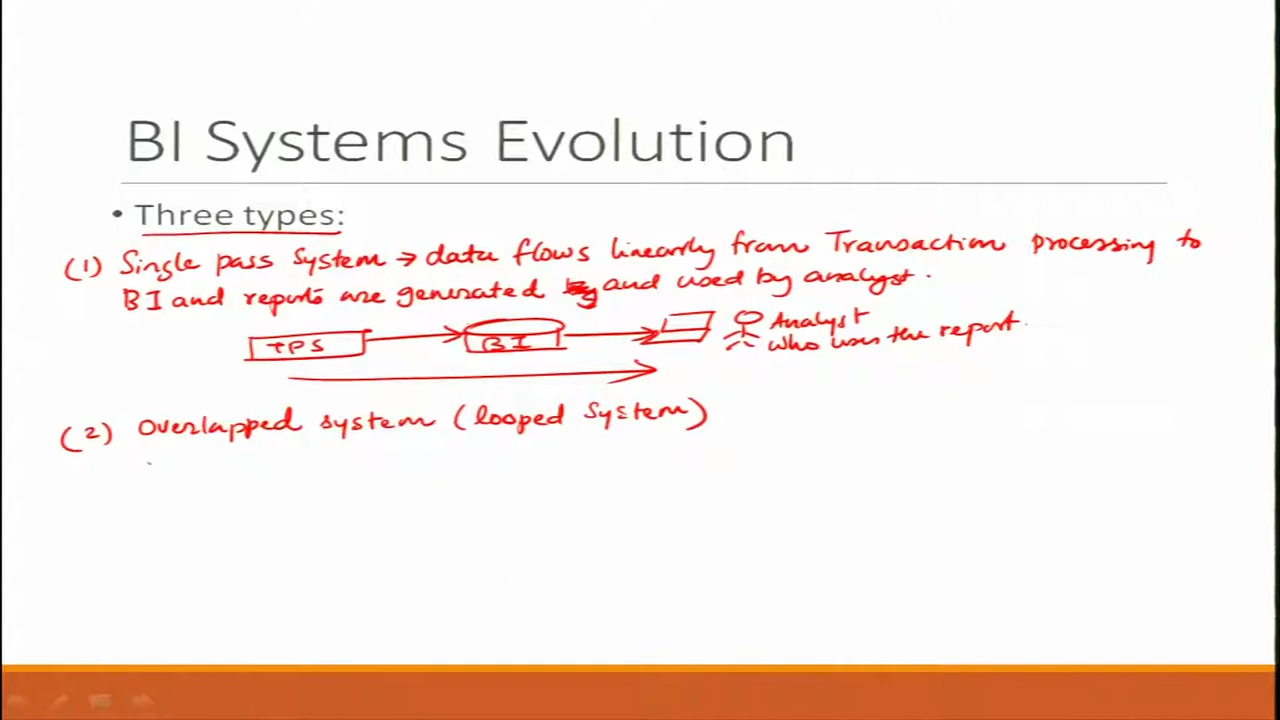 BI Systems Evolution
• Three types:
(1) Single pass System → data flows linearly from Transaction processing to
BI and reports are generated and used by analyst.
TPS BI Analyst
who uses the report.
(2) Overlapped system (looped System)